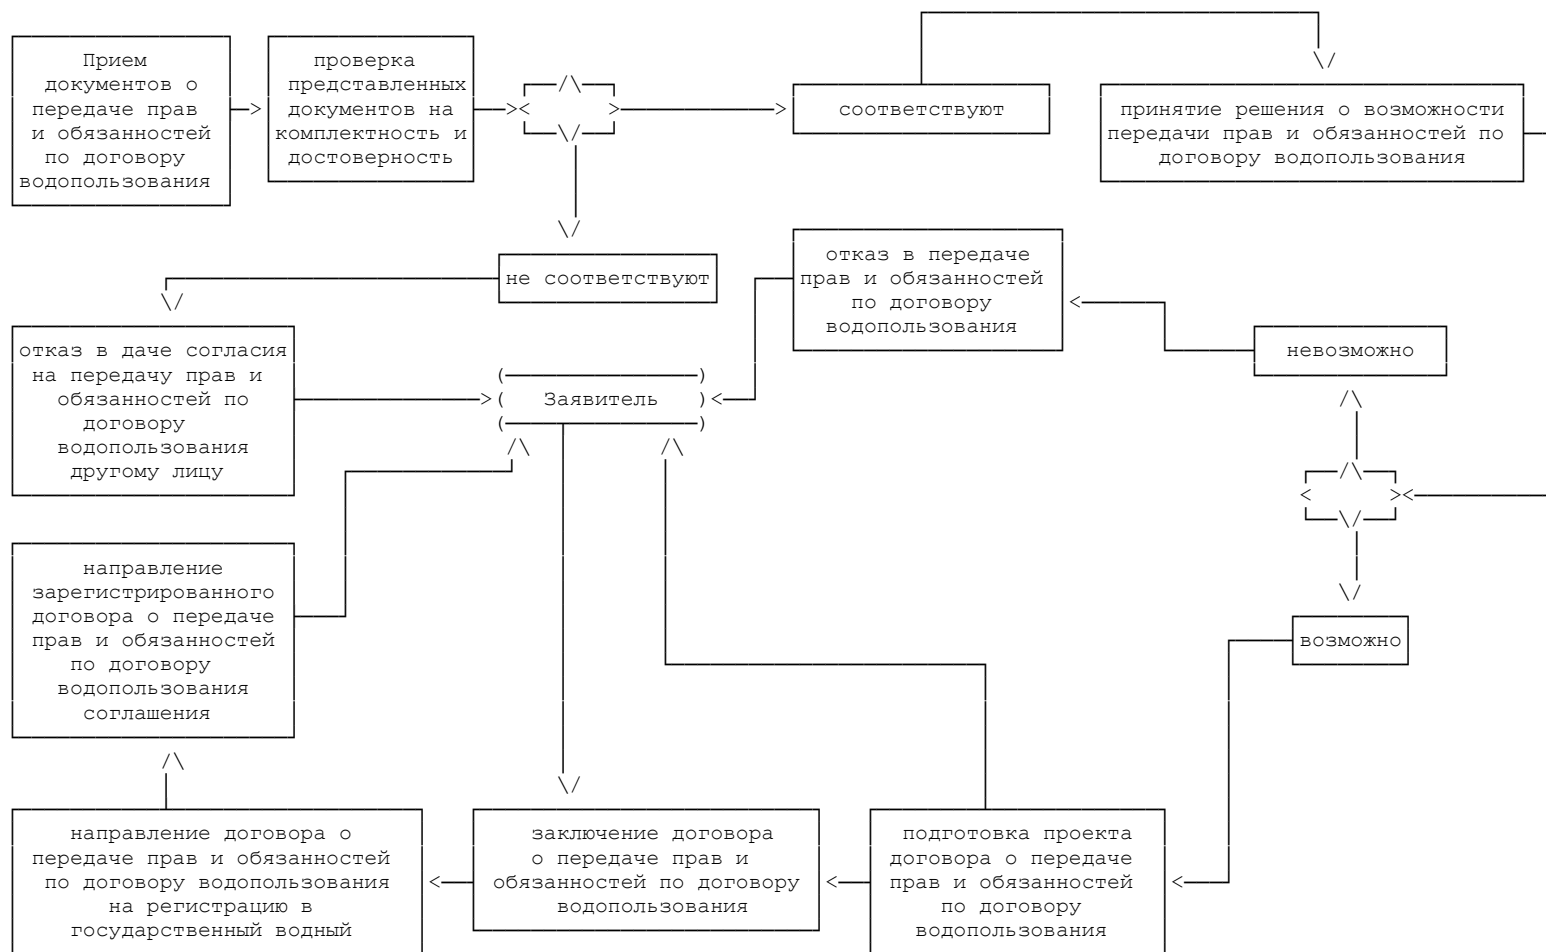 Прием
документов о
передаче прав
и обязанностей
по договору
водопользования
проверка
представленных
документов на
комплектность и
достоверность
соответствуют
принятие решения о возможности
передачи прав и обязанностей по
договору водопользования
не соответствуют
отказ в передаче
прав и обязанностей
по договору
водопользования
невозможно
отказ в даче согласия
на передачу прав и
обязанностей по
договору
водопользования
другому лицу
Заявитель
направление
зарегистрированного
договора о передаче
прав и обязанностей
по договору
водопользования
соглашения
возможно
направление договора о
передаче прав и обязанностей
по договору водопользования
на регистрацию в
государственный водный
заключение договора
о передаче прав и
обязанностей по договору
водопользования
подготовка проекта
договора о передаче
прав и обязанностей
по договору
водопользования